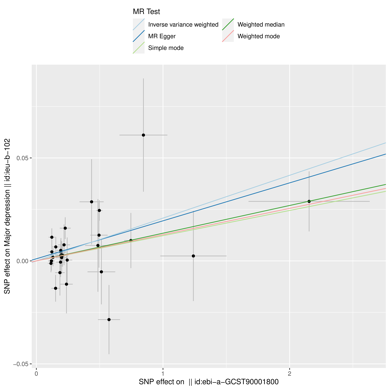 MR Test
Inverse variance weighted
Weighted median
MR Egger
Weighted mode
Simple mode
SNP effect on Major depression || id:ieu-b-102
0.05
0.00
−0.05
0
1
2
SNP effect on || id:ebi-a-GCST90001800